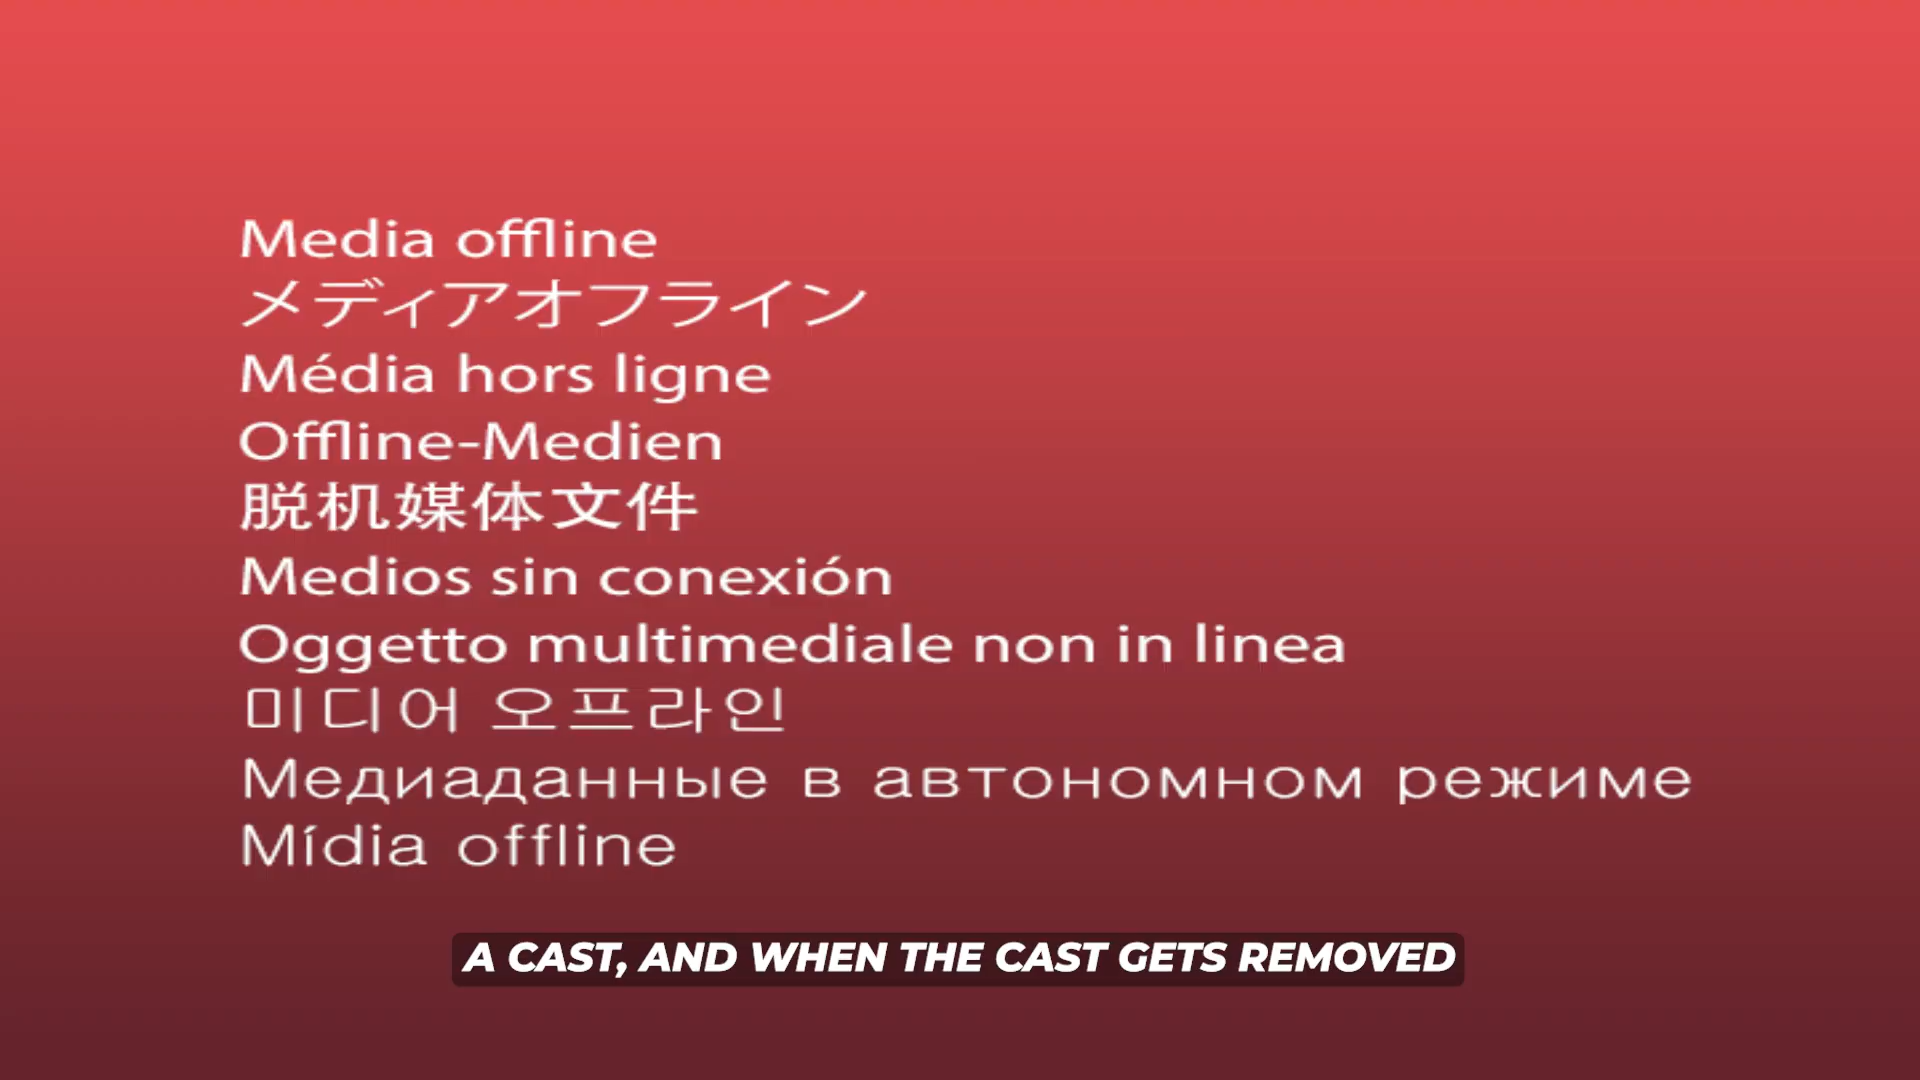 Media offline
メディアオフライン
Média hors ligne
Offline-Medien
脱机媒体文件
Medios sin conexión
Oggetto multimediale non in linea
미디어 오프라인
Медиаданные в автономном режиме
Mídia offline
A CAST, AND WHEN THE CAST GETS REMOVED